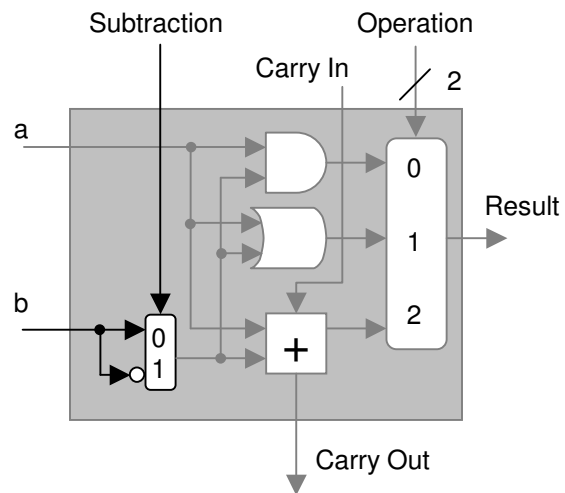 Subtraction
Operation
Carry In
2
a
0
Result
1
b
2
0
1
+
Carry Out